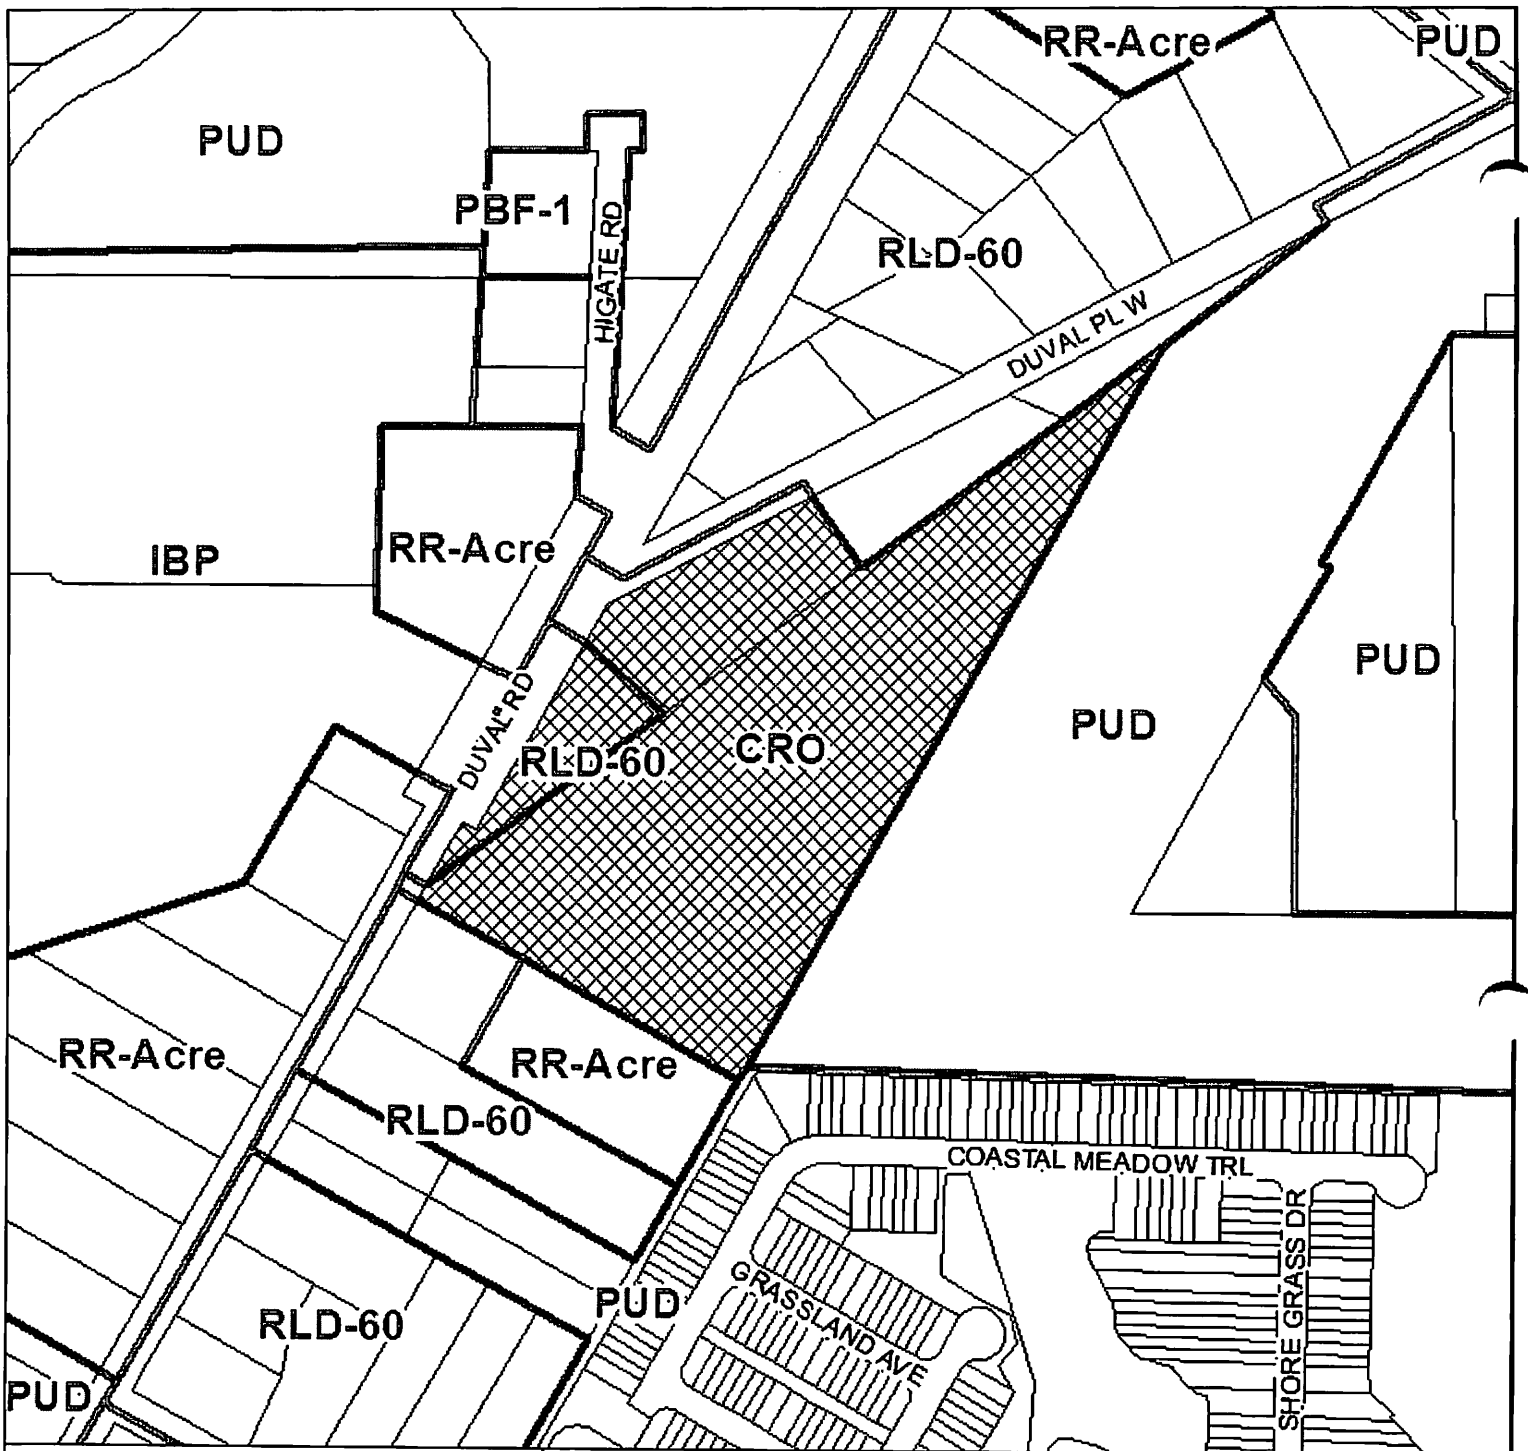 RR-Acre
PUD
PUD
PBF-1
HIGATE RD
RLD-60
DUVAL PL W
RR-Acre
IBP
PUD
PUD
DUVAL RD
RLD-60
CRO
RR-Acre
RR-Acre
RLD-60
COASTAL MEADOW TRL
SHORE GRASS DR
GRASSLAND AVE
PUD
RLD-60
PUD